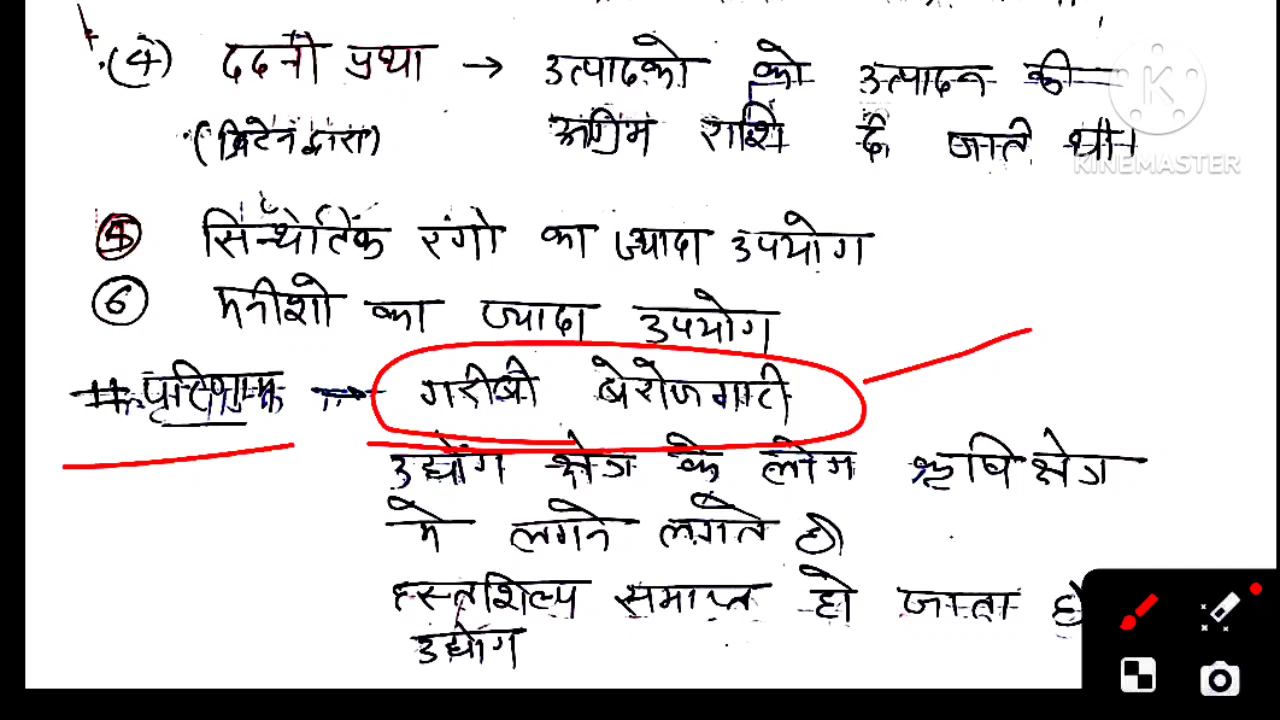 (4) ददनी प्रथा → उत्पादको को उत्पादन की
(ब्रिटेन द्वारा) अग्रिम राशि दी जाती थी।
⑤ सिन्थेतिक रंगो का ज्यादा उपयोग
⑥ मशीनो का ज्यादा उपयोग
# परिणाम → गरीबी बेरोजगारी
उद्योग क्षेत्र के लोग कृषि क्षेत्र
मे लगने लगते है
हस्तशिल्प समाप्त हो जाता है
उद्योग
KINEMASTER